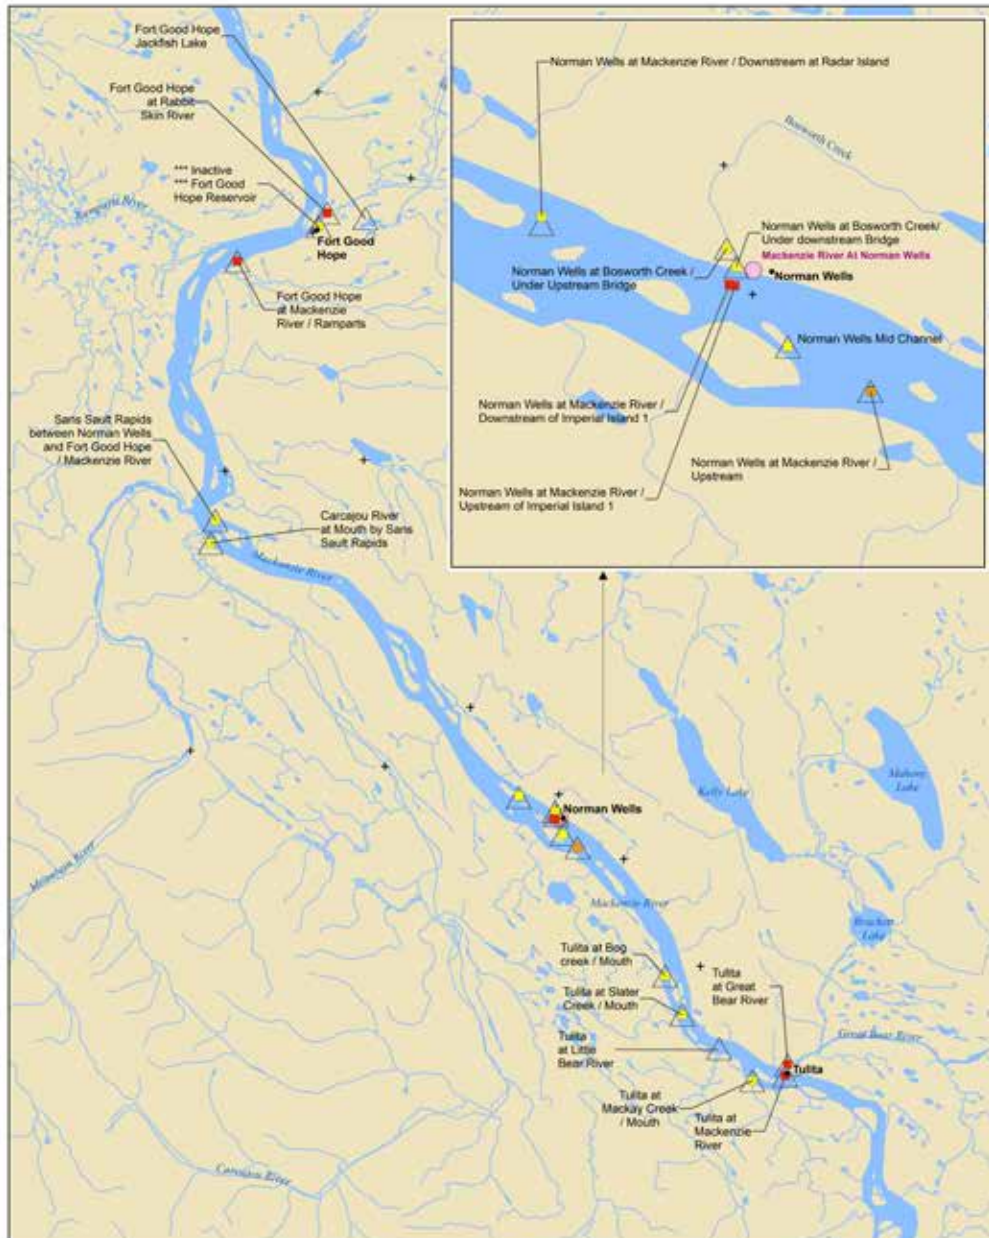 Fort Good Hope
Jackfish Lake
Fort Good Hope
at Rabbit
Skin River
*** Inactive
*** Fort Good
Hope Reservoir
Ramparts River
Fort Good
Hope
Fort Good Hope
at Mackenzie
River / Ramparts
Sans Sault Rapids
between Norman Wells
and Fort Good Hope
/ Mackenzie River
Carcajou River
at Mouth by Sans
Sault Rapids
Mackenzie River
Norman Wells at Mackenzie River / Downstream at Radar Island
Bosworth Creek
Norman Wells at Bosworth Creek/
Under downstream Bridge
Mackenzie River At Norman Wells
Norman Wells at Bosworth Creek /
Under Upstream Bridge
Norman Wells
Norman Wells Mid Channel
Norman Wells at Mackenzie River /
Downstream of Imperial Island 1
Norman Wells at Mackenzie River /
Upstream
Norman Wells at Mackenzie River /
Upstream of Imperial Island 1
Norman Wells
Kelly Lake
Mahony
Lake
Mountain River
Mackenzie River
Brackett
Lake
Tulita at Bog
creek / Mouth
Tulita
at Great
Bear River
Tulita at Slater
Creek / Mouth
Great Bear River
Tulita
at Little
Bear River
Tulita
Tulita at
Mackay Creek
/ Mouth
Tulita at
Mackenzie
River
Carcajou River